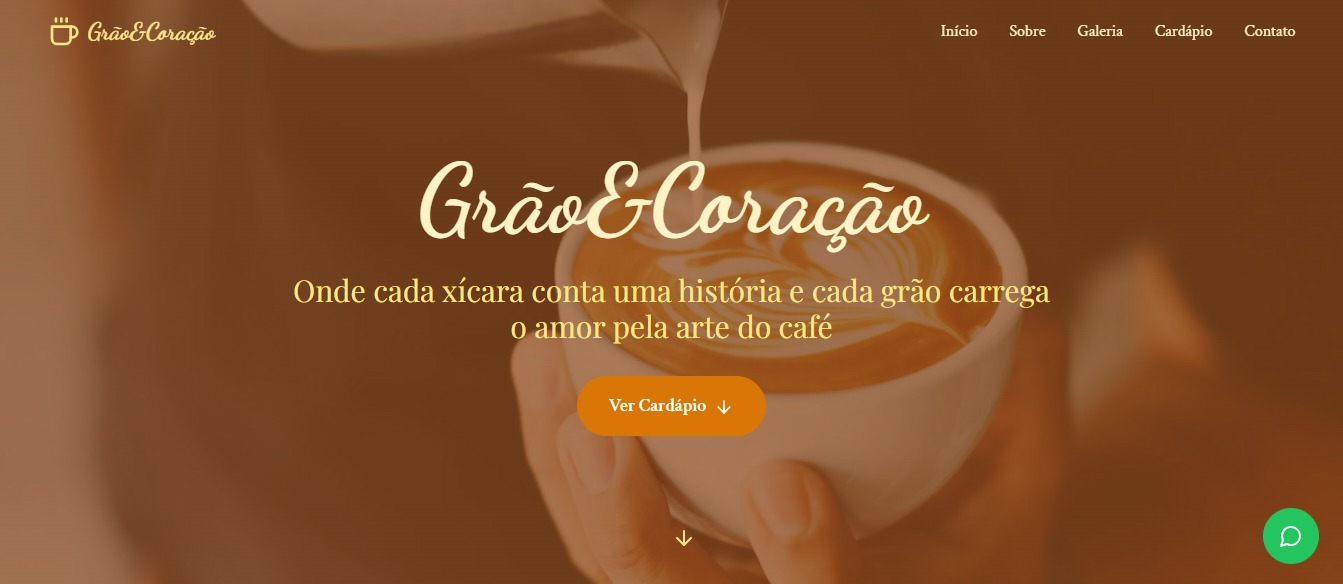 Grão&Coração
Início
Sobre
Galeria
Cardápio
Contato
Grão&Coração
Onde cada xícara conta uma história e cada grão carrega
o amor pela arte do café
Ver Cardápio